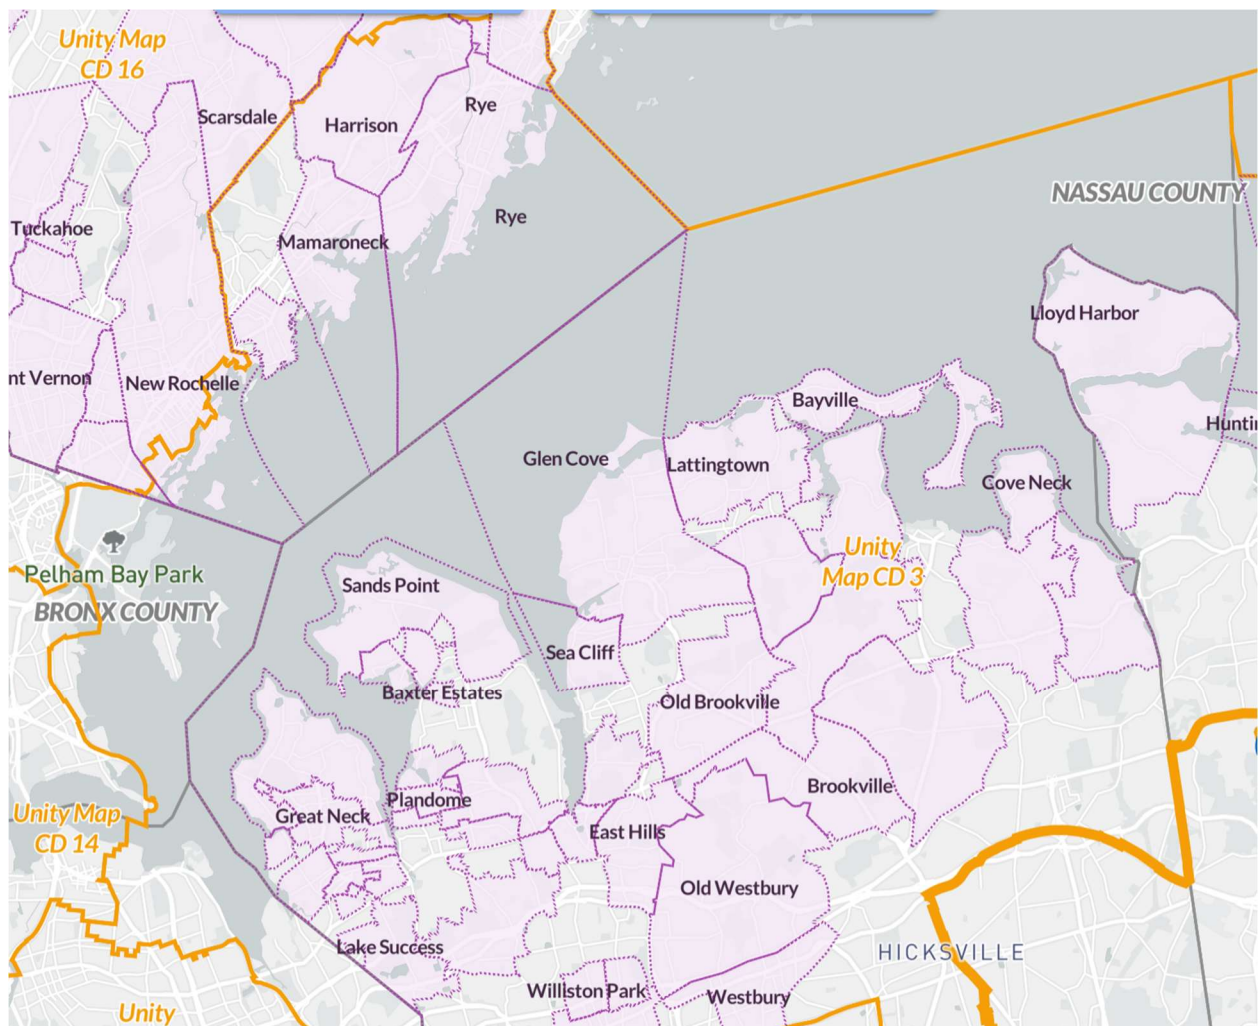 Unity Map
CD 16
Scarsdale
Harrison
Rye
Tuckahoe
Mamaroneck
Rye
NASSAU COUNTY
Lloyd Harbor
nt Vernon
New Rochelle
Bayville
Huntin
Glen Cove
Lattingtown
Cove Neck
Unity
Map CD 3
Pelham Bay Park
BRONX COUNTY
Sands Point
Sea Cliff
Baxter Estates
Old Brookville
Brookville
Plandome
Great Neck
Unity Map
CD 14
East Hills
Old Westbury
Lake Success
HICKSVILLE
Williston Park
Westbury
Unity